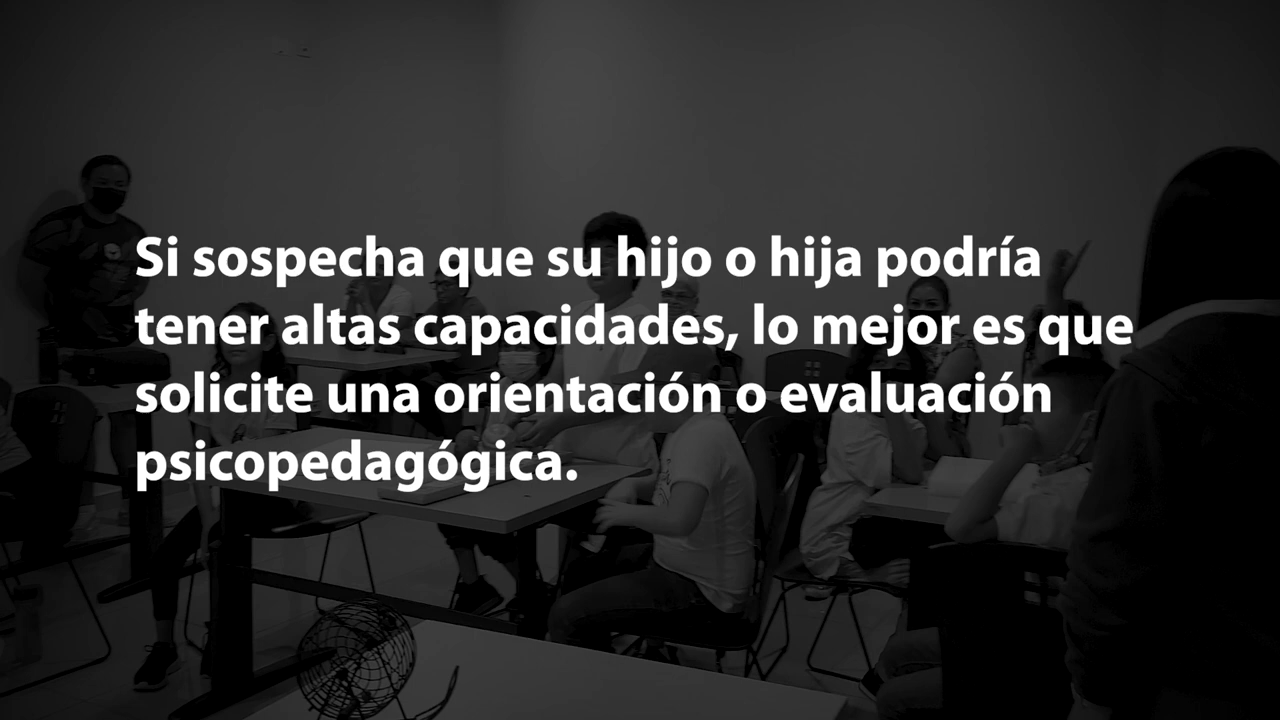 Si sospecha que su hijo o hija podría
tener altas capacidades, lo mejor es que
solicite una orientación o evaluación
psicopedagógica.